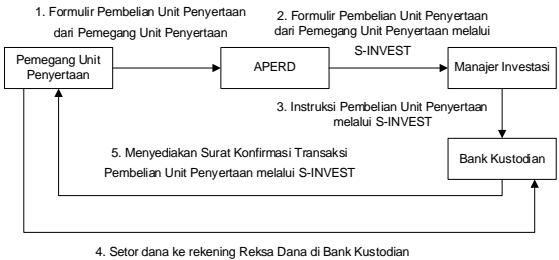 1. Formulir Pembelian Unit Penyertaan
dari Pemegang Unit Penyertaan
2. Formulir Pembelian Unit Penyertaan
dari Pemegang Unit Penyertaan melalui
S-INVEST
Pemegang Unit
Penyertaan
APERD
Manajer Investasi
3. Instruksi Pembelian Unit Penyertaan
melalui S-INVEST
5. Menyediakan Surat Konfirmasi Transaksi
Pembelian Unit Penyertaan melalui S-INVEST
Bank Kustodian
4. Setor dana ke rekening Reksa Dana di Bank Kustodian